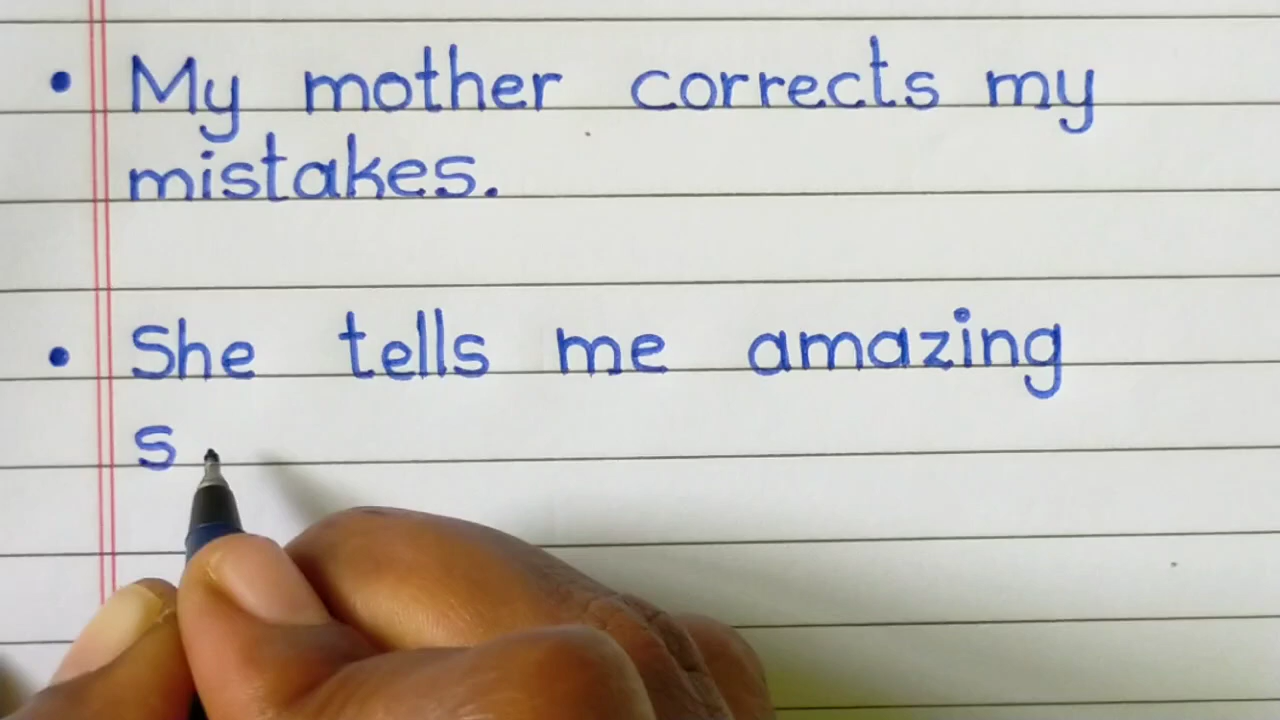 • My mother corrects my
mistakes.
• She tells me amazing
s